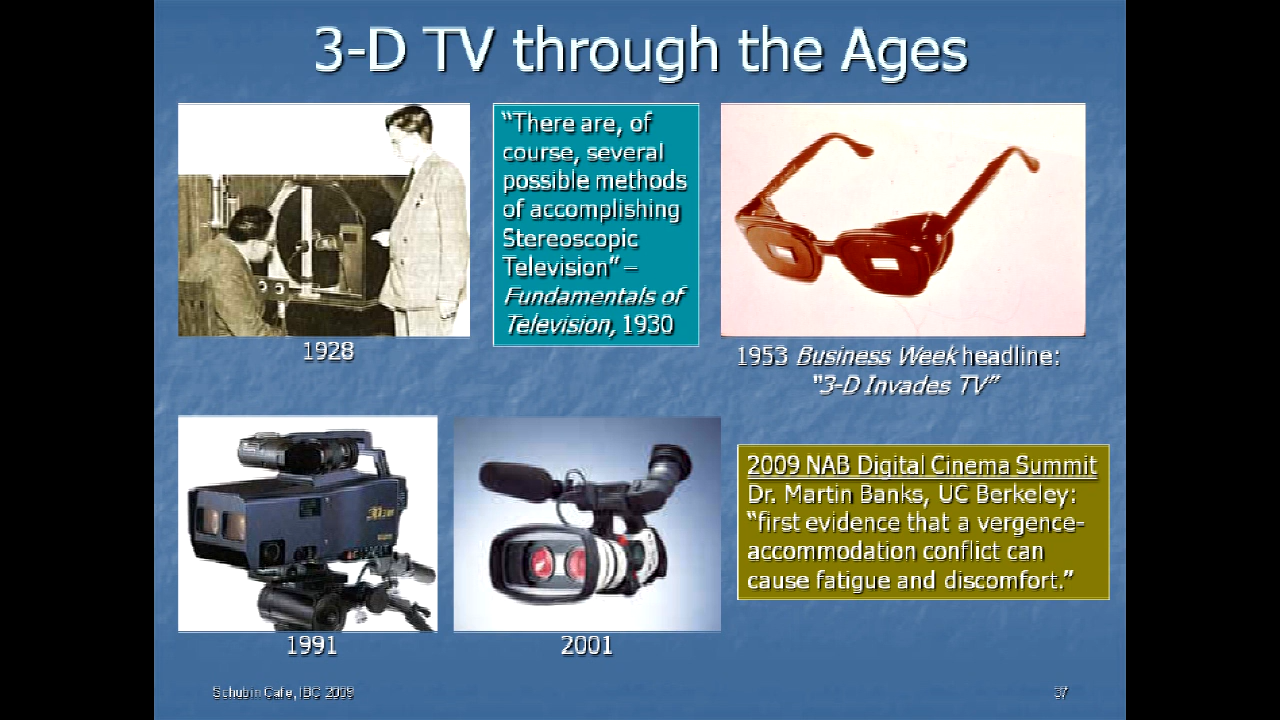 3-D TV through the Ages
“There are, of
course, several
possible methods
of accomplishing
Stereoscopic
Television” –
Fundamentals of
Television, 1930
1928
1953 Business Week headline:
“3-D Invades TV”
2009 NAB Digital Cinema Summit
Dr. Martin Banks, UC Berkeley:
“first evidence that a vergence-
accommodation conflict can
cause fatigue and discomfort.”
1991
2001
Schubin Cafe, IBC 2009
37